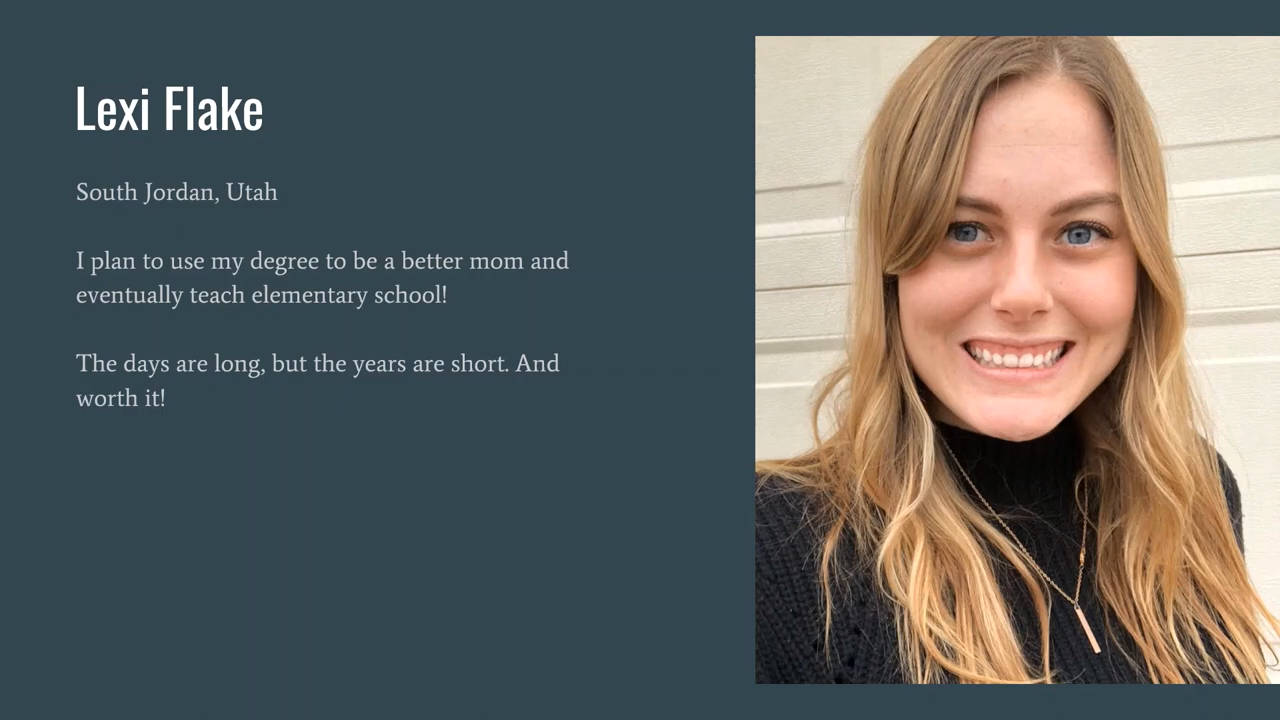 Lexi Flake
South Jordan, Utah
I plan to use my degree to be a better mom and
eventually teach elementary school!
The days are long, but the years are short. And
worth it!